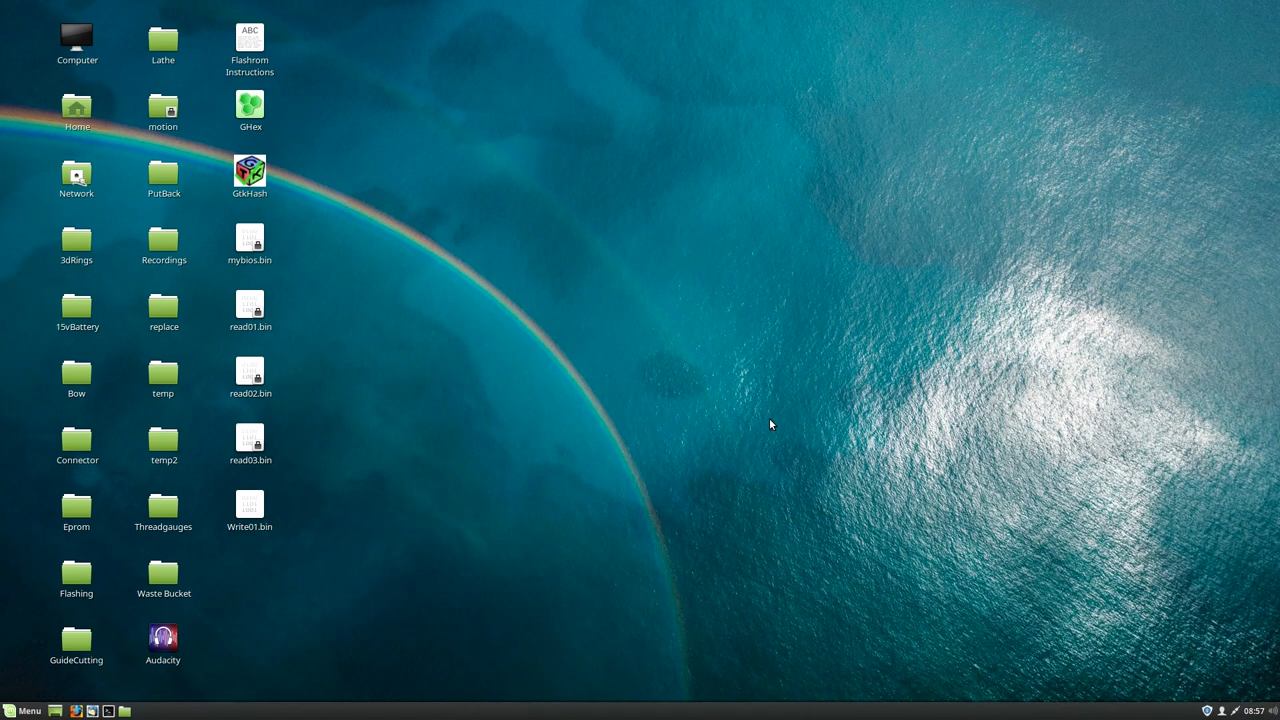 Computer
Home
Network
3dRings
15vBattery
Bow
Connector
Eprom
Flashing
GuideCutting
Lathe
motion
PutBack
Recordings
replace
temp
temp2
Threadgauges
Waste Bucket
Audacity
ABC
Flashrom
Instructions
GHex
GtkHash
mybios.bin
read01.bin
read02.bin
read03.bin
Write01.bin
Menu
08:57